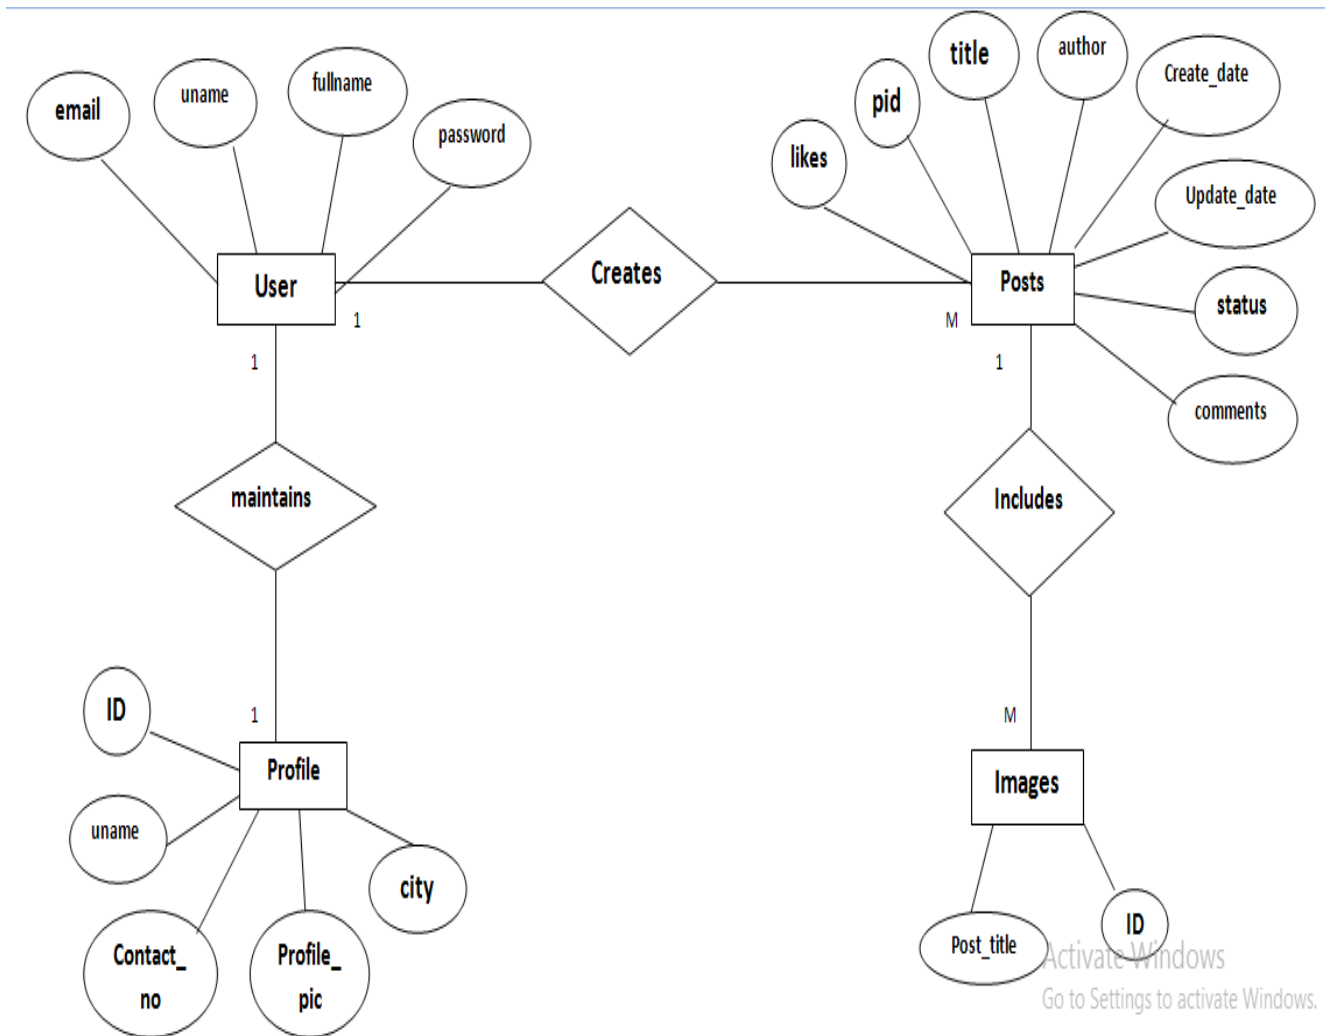 email
uname
fullname
password
likes
pid
title
author
Create_date
Update_date
status
comments
User
Creates
Posts
1
M
1
1
maintains
Includes
1
M
ID
Profile
uname
Contact_
no
Profile_
pic
city
Images
Post_title
ID
Activate Windows
Go to Settings to activate Windows.